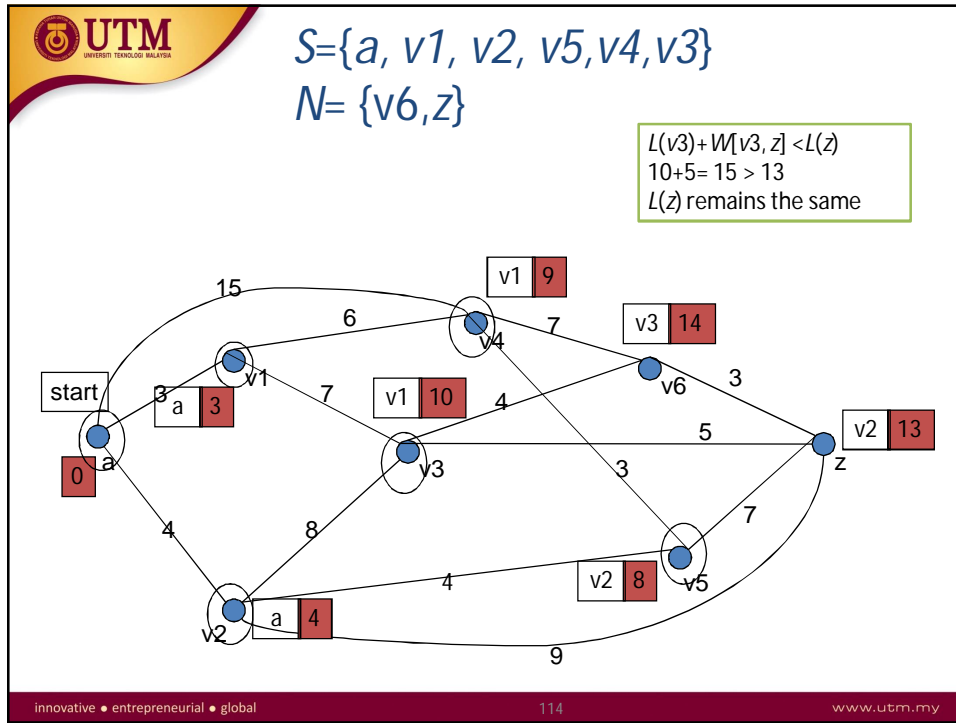 UTM
UNIVERSITI TEKNOLOGI MALAYSIA
S={a, v1, v2, v5,v4,v3}
N= {v6,z}
L(v3)+W[v3, z] <L(z)
10+5= 15 > 13
L(z) remains the same
15
v1 9
6
v4
7
v3 14
v1
start
3
a 3
7
v1 10
4
v6
3
a
0
v3
5
v2 13
z
3
4
8
7
v2 8
v5
4
v2
a 4
9
innovative ● entrepreneurial ● global
114
www.utm.my